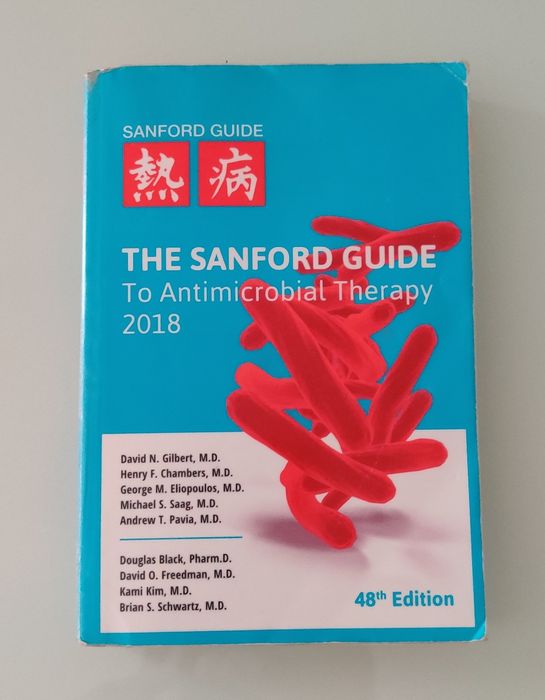 SANFORD GUIDE
熱病
THE SANFORD GUIDE
To Antimicrobial Therapy
2018
David N. Gilbert, M.D.
Henry F. Chambers, M.D.
George M. Eliopoulos, M.D.
Michael S. Saag, M.D.
Andrew T. Pavia, M.D.
Douglas Black, Pharm.D.
David O. Freedman, M.D.
Kami Kim, M.D.
Brian S. Schwartz, M.D.
48th Edition